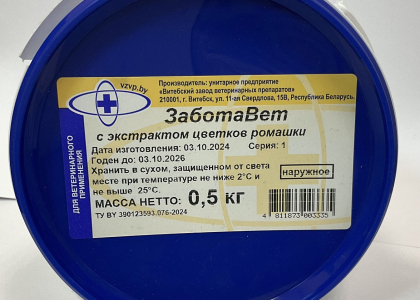 vzvp.by
Производитель: унитарное предприятие
«Витебский завод ветеринарных препаратов»
210001, г. Витебск, ул. 11-ая Свердлова, 15В, Республика Беларусь.
ЗаботаВет
с экстрактом цветков ромашки
Дата изготовления: 03.10.2024 Серия: 1
Годен до: 03.10.2026
Хранить в сухом, защищенном от света
месте при температуре не ниже 2°С и
не выше 25°С.
наружное
МАССА НЕТТО: 0,5 кг
ТУ BY 390123593.076-2024
4 811873 003335
ДЛЯ ВЕТЕРИНАРНОГО
ПРИМЕНЕНИЯ